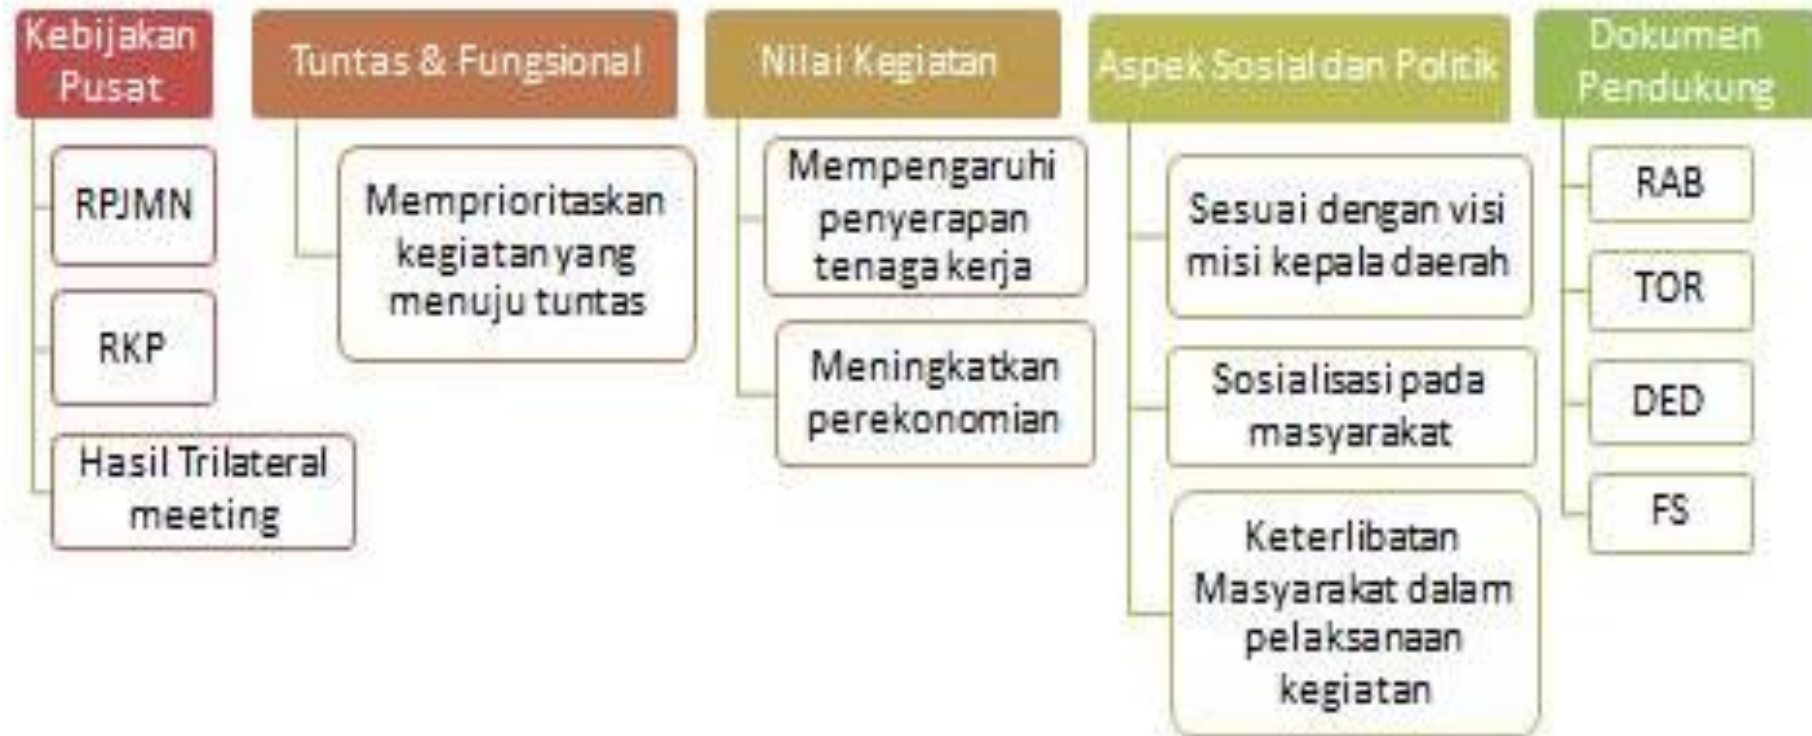 Kebijakan
Pusat
RPJMN
RKP
Hasil Trilateral
meeting
Tuntas & Fungsional
Memprioritaskan
kegiatan yang
menuju tuntas
Nilai Kegiatan
Mempengaruhi
penyerapan
tenaga kerja
Meningkatkan
perekonomian
Aspek Sosial dan Politik
Sesuai dengan visi
misi kepala daerah
Sosialisasi pada
masyarakat
Keterlibatan
Masyarakat dalam
pelaksanaan
kegiatan
Dokumen
Pendukung
RAB
TOR
DED
FS